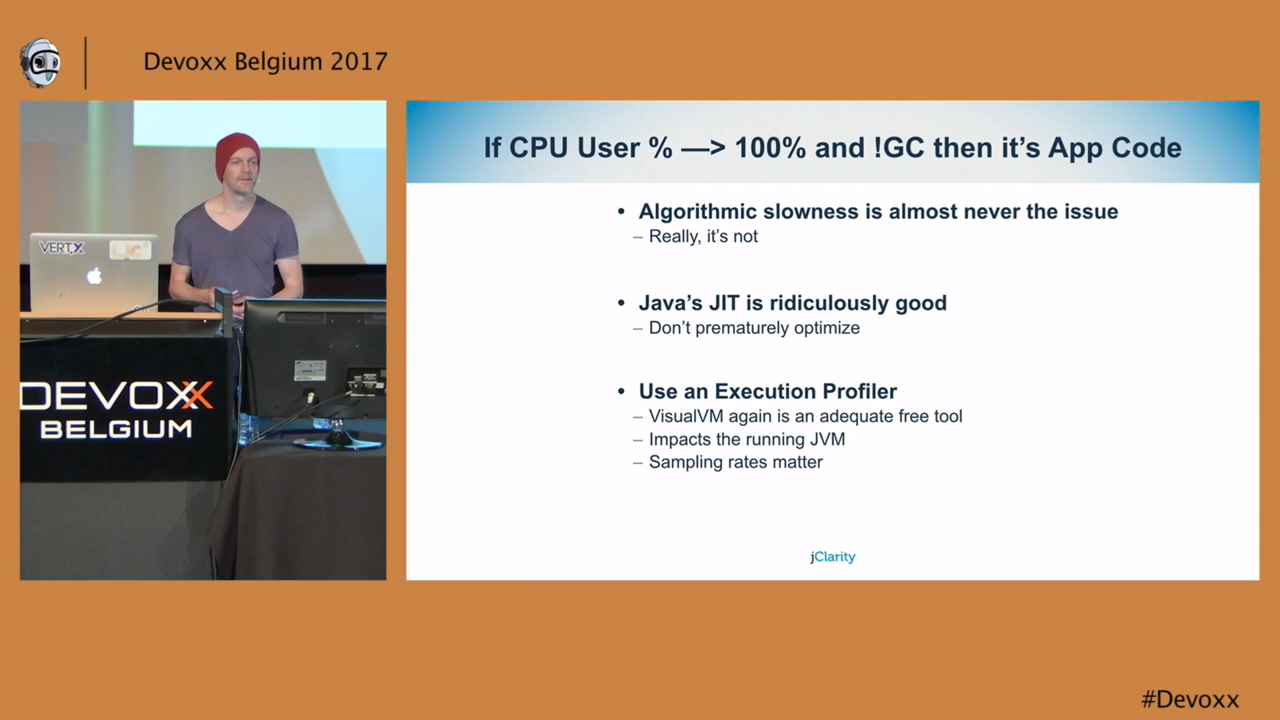 Devoxx Belgium 2017
VERT.X
DEVOXX
BELGIUM
If CPU User % —> 100% and !GC then it’s App Code
• Algorithmic slowness is almost never the issue
– Really, it’s not
• Java’s JIT is ridiculously good
– Don’t prematurely optimize
• Use an Execution Profiler
– VisualVM again is an adequate free tool
– Impacts the running JVM
– Sampling rates matter
jClarity
#Devoxx